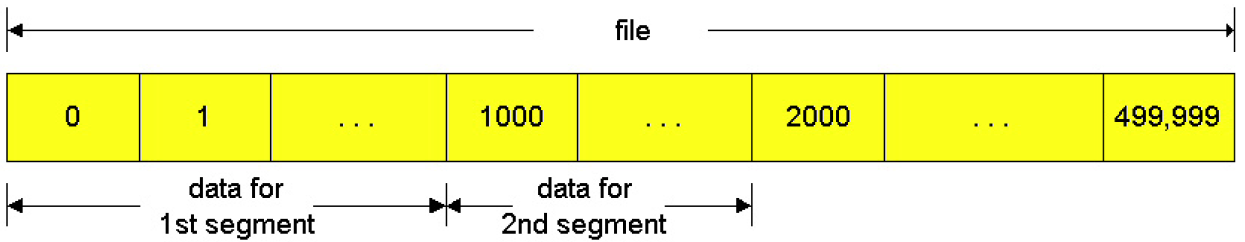 file
0 1 . . . 1000 . . . 2000 . . . 499,999
data for data for
1st segment 2nd segment